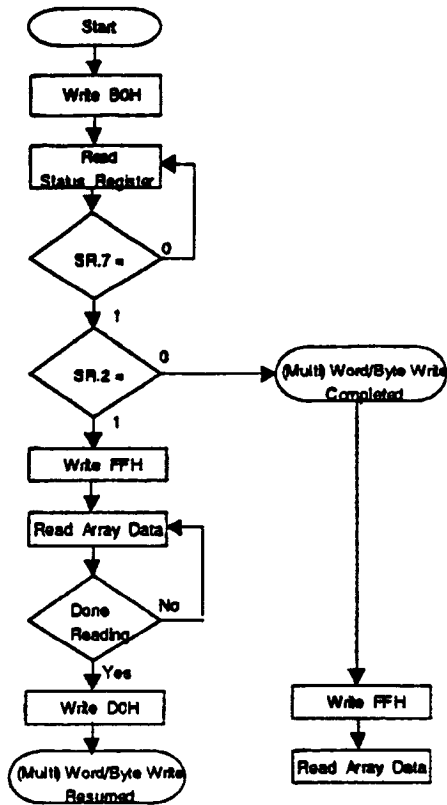 Start
Write B0H
Read
Status Register
SR.7 =
0
1
SR.2 =
0
(Multi) Word/Byte Write
Completed
1
Write FFH
Read Array Data
Done
Reading
No
Yes
Write D0H
(Multi) Word/Byte Write
Resumed
Write FFH
Read Array Data